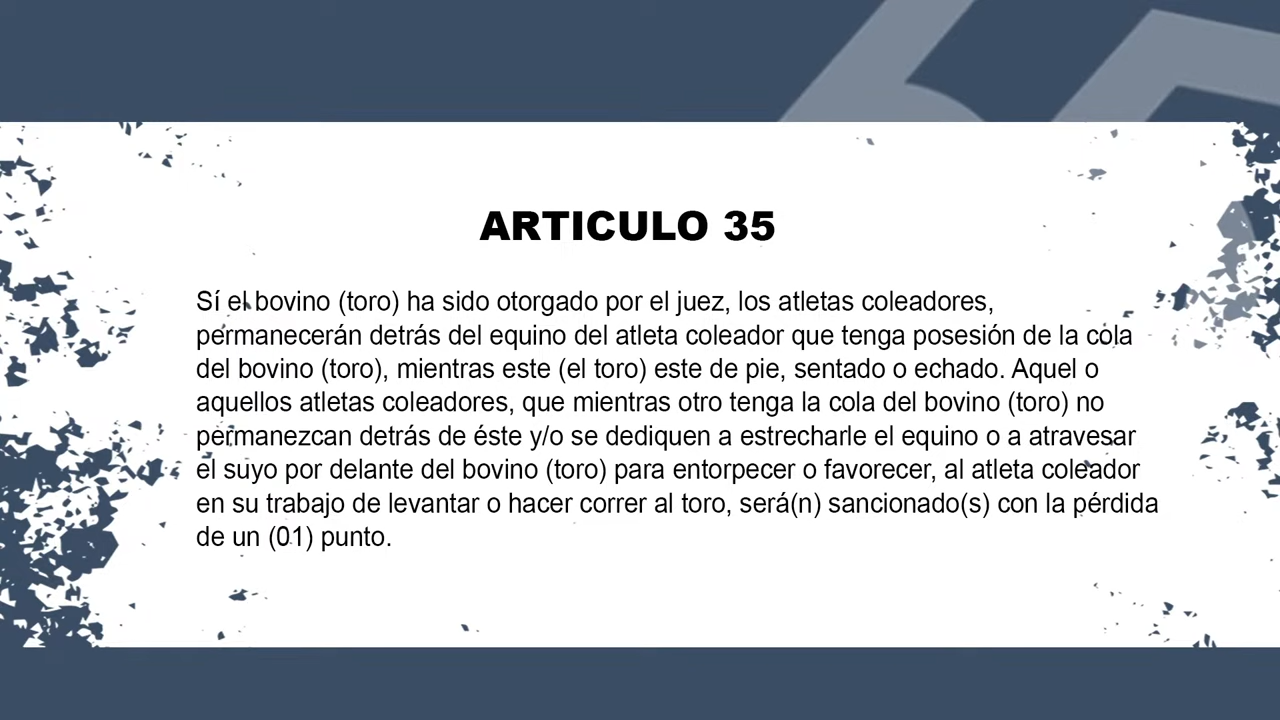 ARTICULO 35
Sí el bovino (toro) ha sido otorgado por el juez, los atletas coleadores,
permanecerán detrás del equino del atleta coleador que tenga posesión de la cola
del bovino (toro), mientras este (el toro) este de pie, sentado o echado. Aquel o
aquellos atletas coleadores, que mientras otro tenga la cola del bovino (toro) no
permanezcan detrás de éste y/o se dediquen a estrecharle el equino o a atravesar
el suyo por delante del bovino (toro) para entorpecer o favorecer, al atleta coleador
en su trabajo de levantar o hacer correr al toro, será(n) sancionado(s) con la pérdida
de un (01) punto.